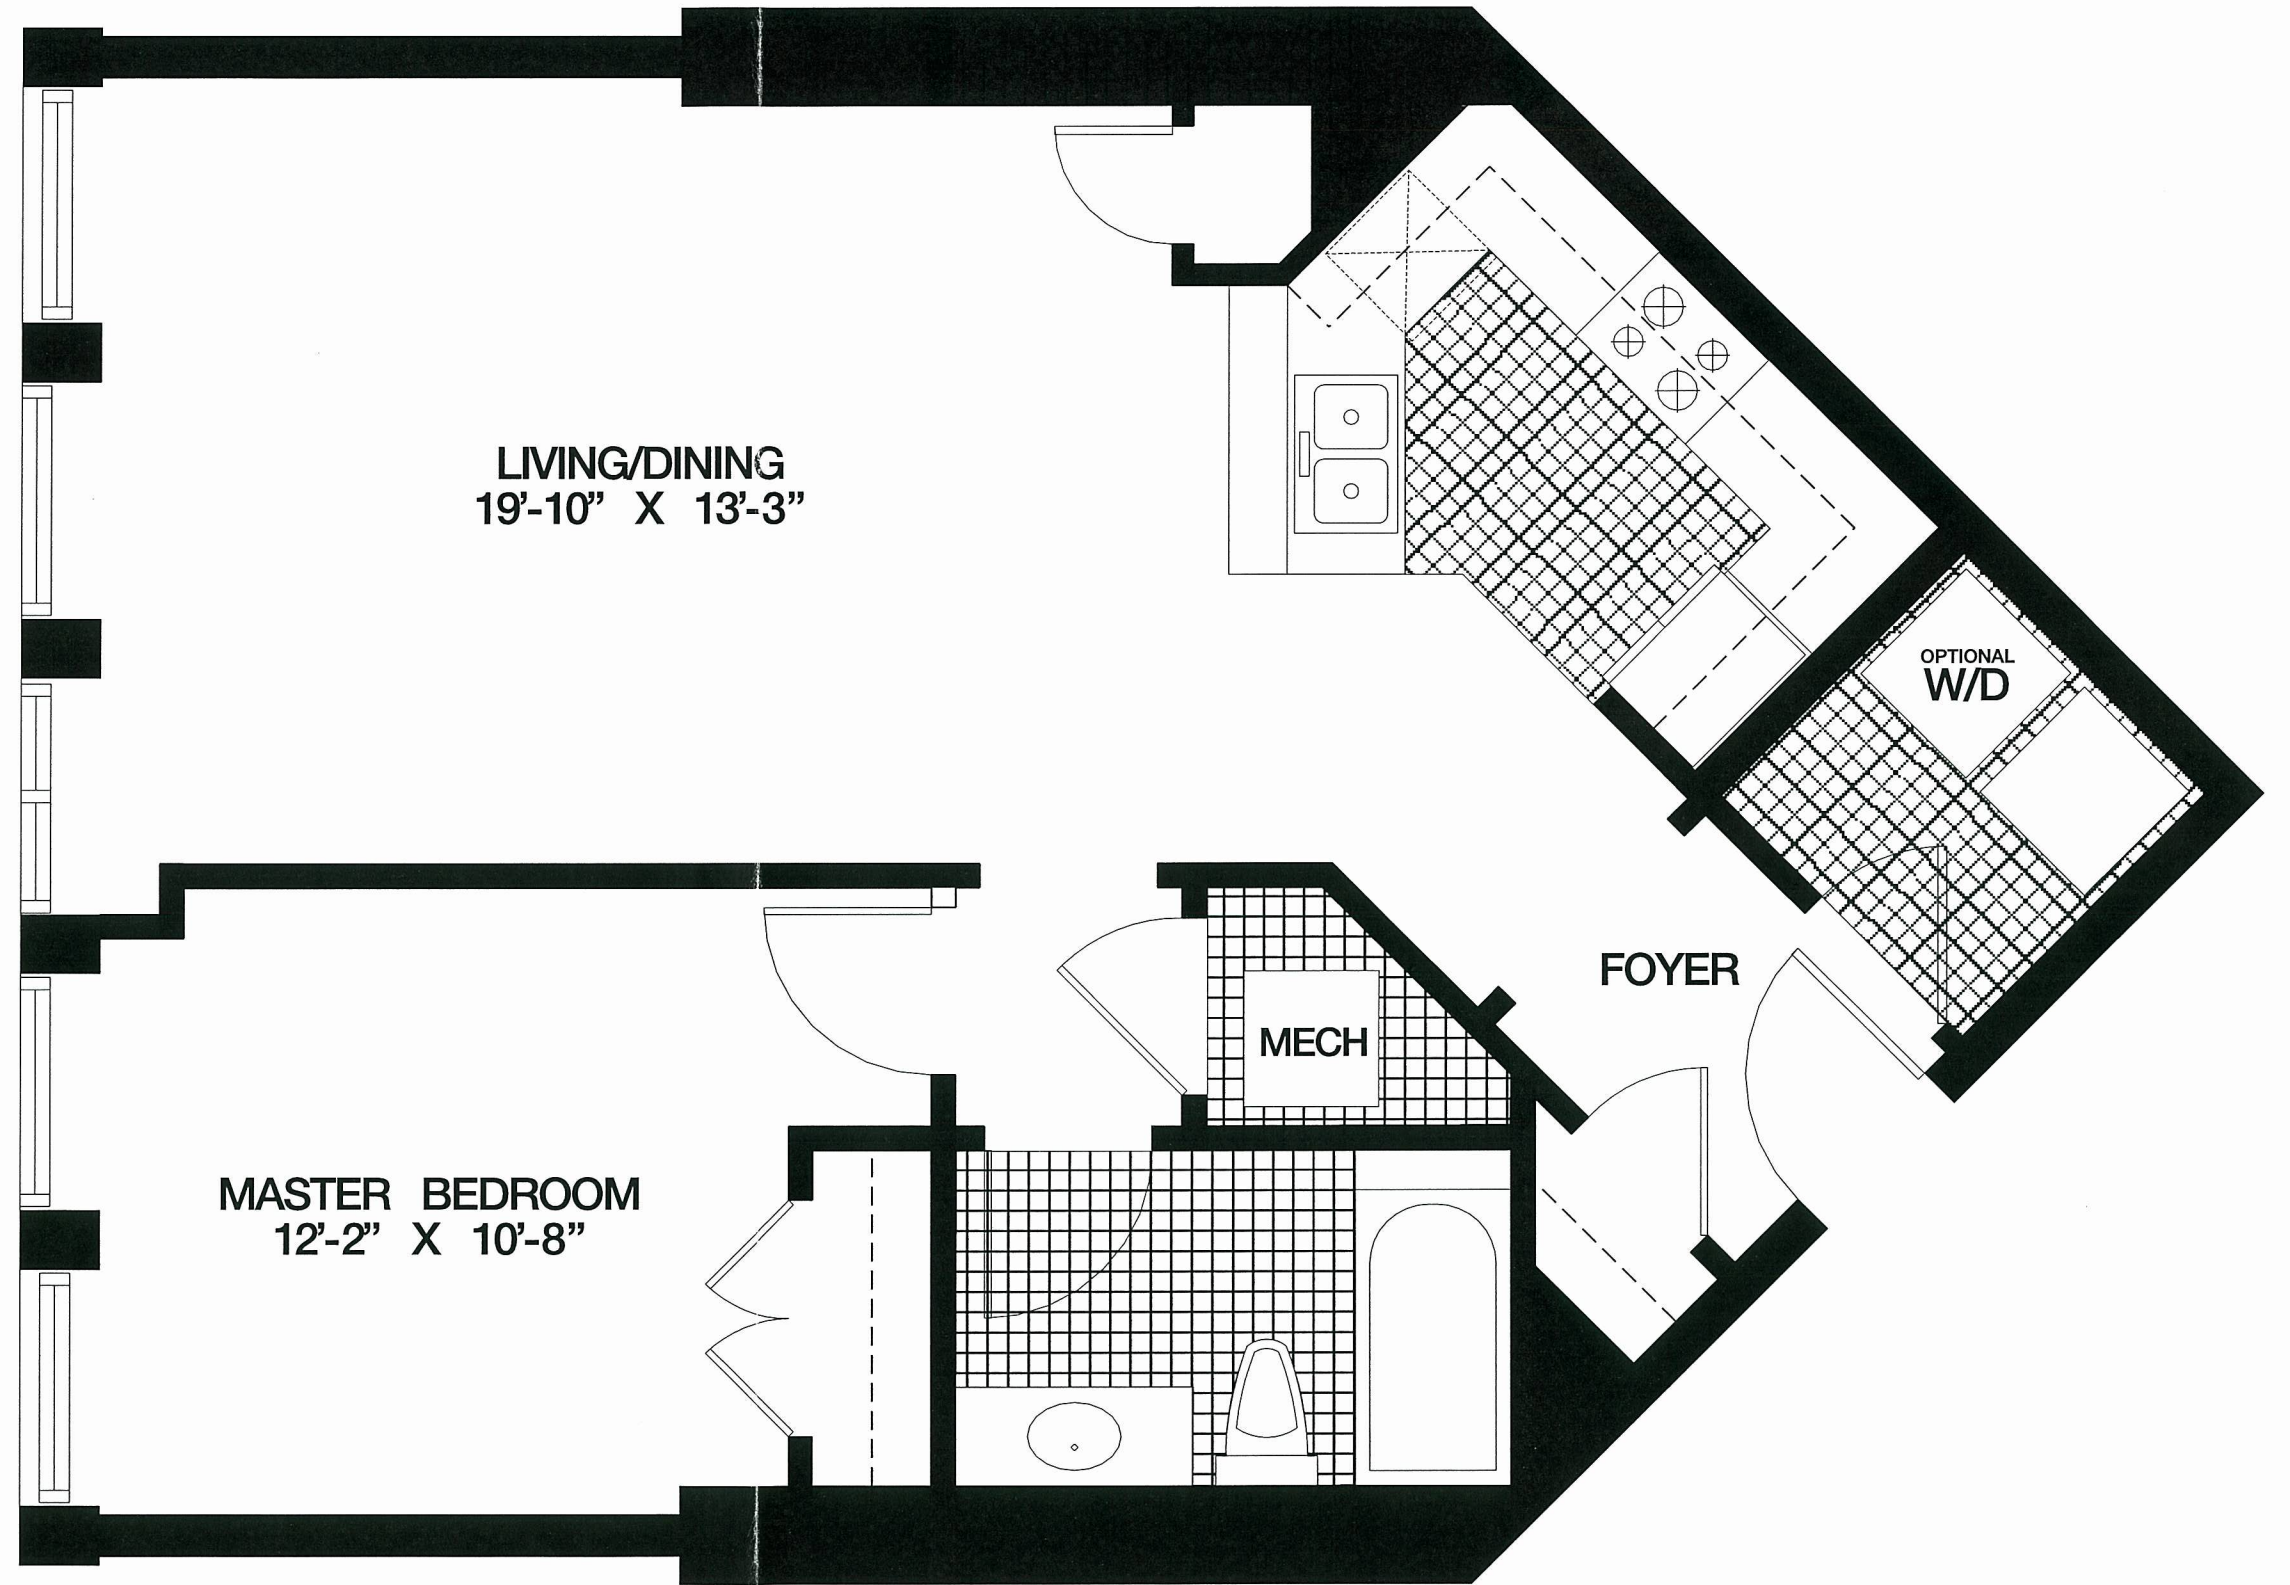 LIVING/DINING
19'-10" X 13'-3"
OPTIONAL
W/D
FOYER
MECH
MASTER BEDROOM
12'-2" X 10'-8"